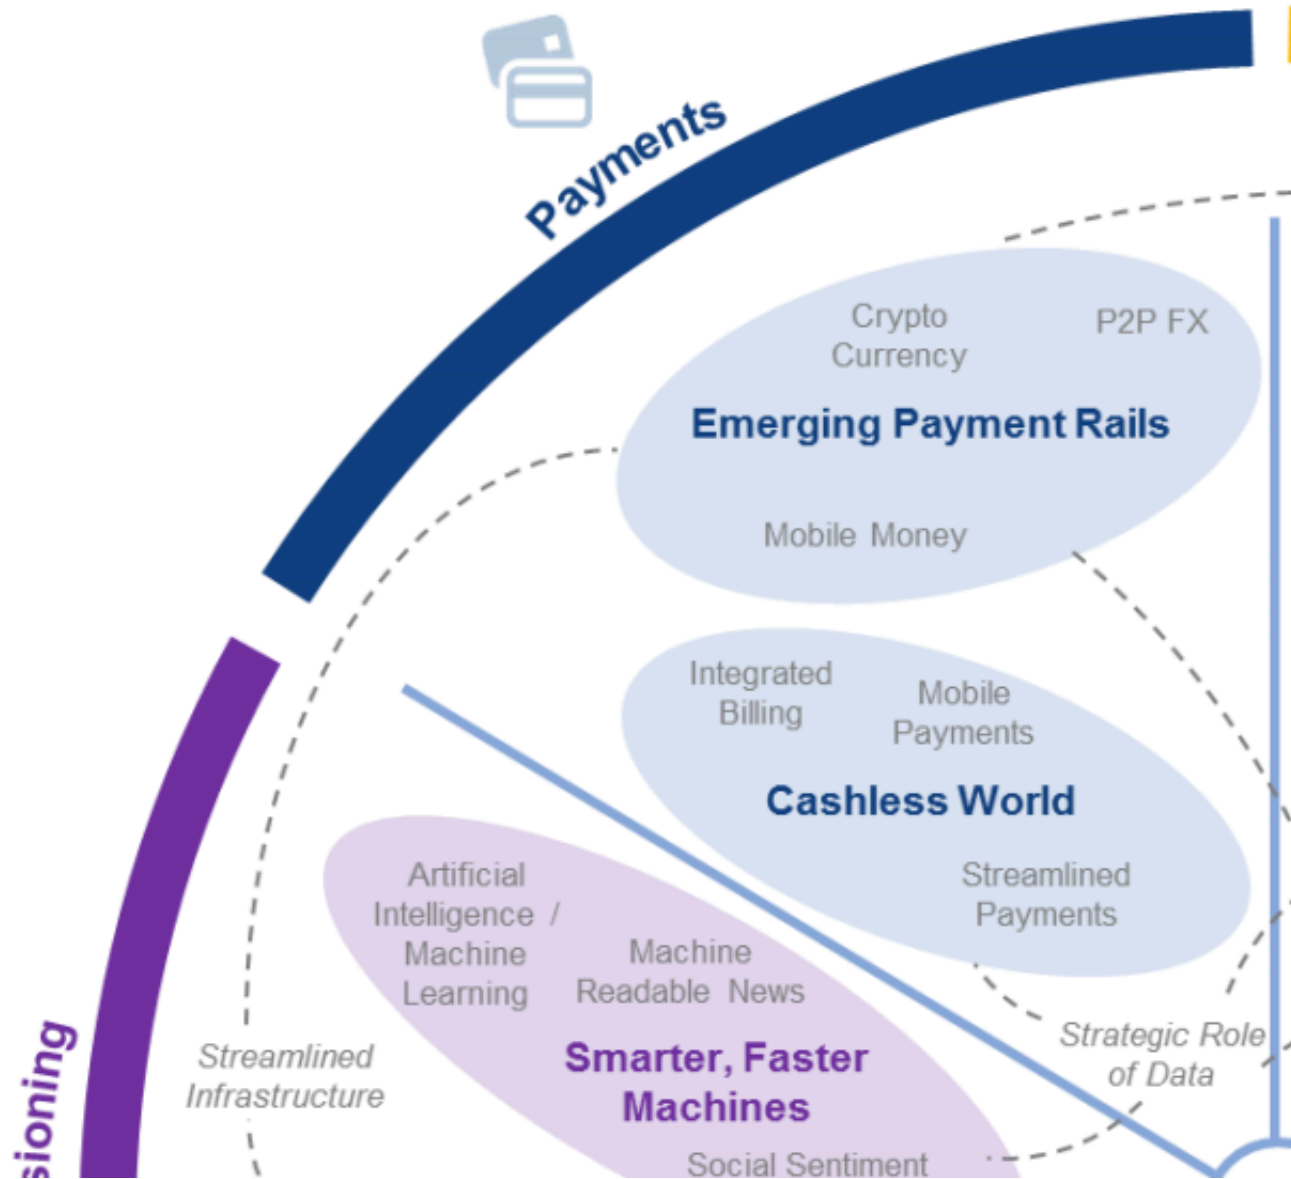 Payments
Crypto
Currency
P2P FX
Emerging Payment Rails
Mobile Money
Integrated
Billing
Mobile
Payments
Cashless World
Streamlined
Payments
Artificial
Intelligence /
Machine
Learning
Machine
Readable News
Smarter, Faster
Machines
Social Sentiment
Streamlined
Infrastructure
Strategic Role
of Data
sioning